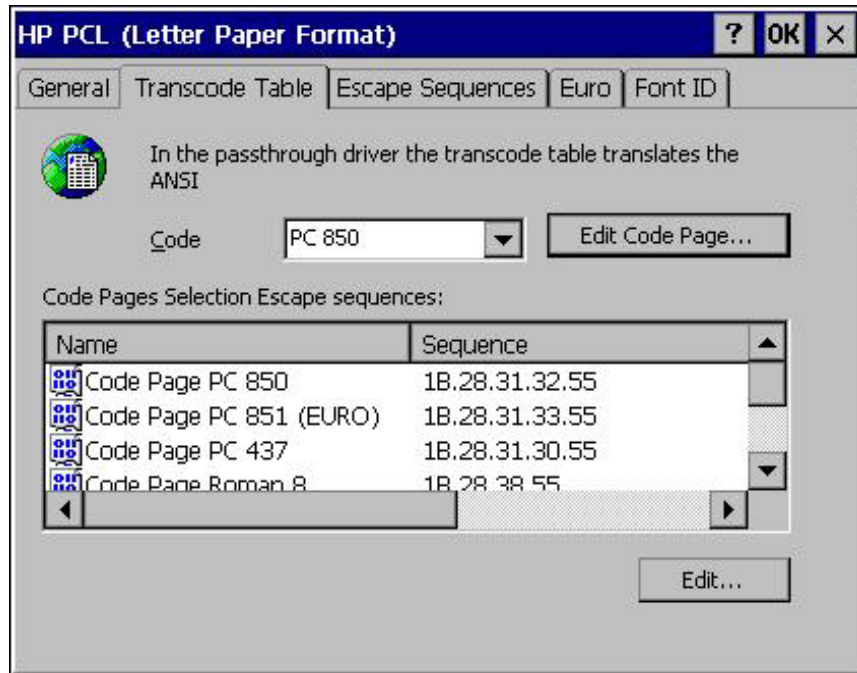 HP PCL (Letter Paper Format) ? OK ×
General Transcode Table Escape Sequences Euro Font ID
In the passthrough driver the transcode table translates the
ANSI
Code PC 850 Edit Code Page...
Code Pages Selection Escape sequences:
Name Sequence
Code Page PC 850 1B.28.31.32.55
Code Page PC 851 (EURO) 1B.28.31.33.55
Code Page PC 437 1B.28.31.30.55
Code Page Roman 8 1B.28.38.55
Edit...